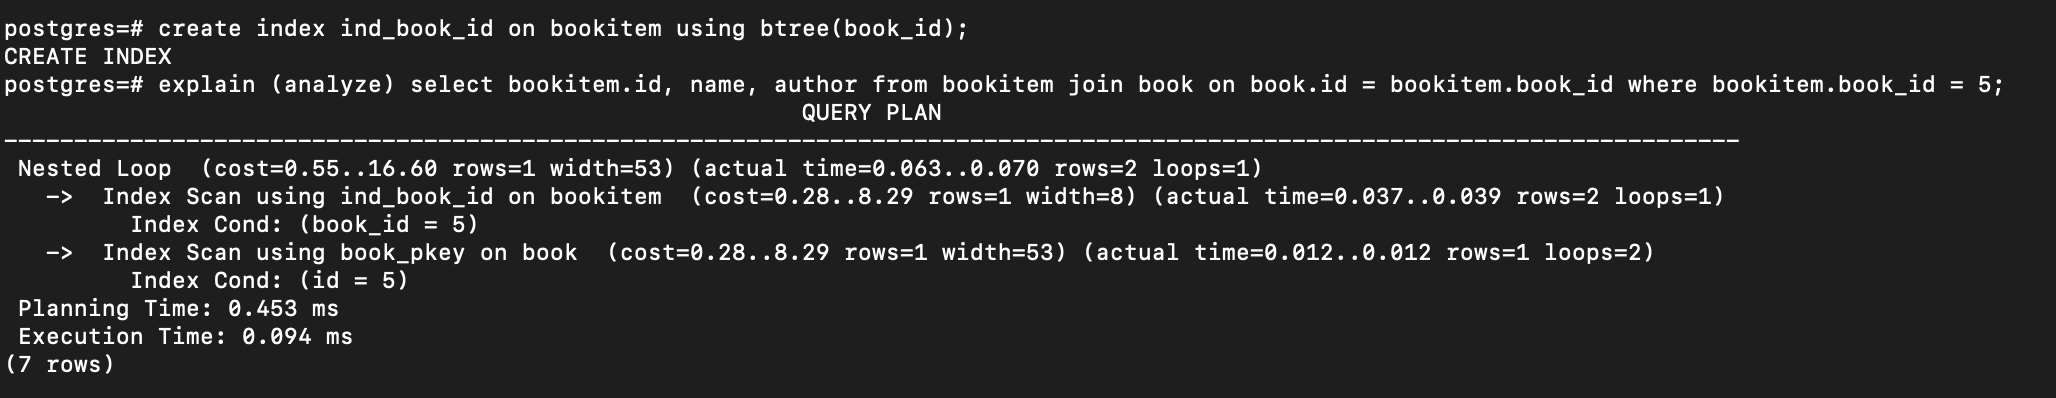 postgres=# create index ind_book_id on bookitem using btree(book_id);
CREATE INDEX
postgres=# explain (analyze) select bookitem.id, name, author from bookitem join book on book.id = bookitem.book_id where bookitem.book_id = 5;
QUERY PLAN
----------------------------------------------------------------------------------------------------------------------------
Nested Loop  (cost=0.55..16.60 rows=1 width=53) (actual time=0.063..0.070 rows=2 loops=1)
  ->  Index Scan using ind_book_id on bookitem  (cost=0.28..8.29 rows=1 width=8) (actual time=0.037..0.039 rows=2 loops=1)
        Index Cond: (book_id = 5)
  ->  Index Scan using book_pkey on book  (cost=0.28..8.29 rows=1 width=53) (actual time=0.012..0.012 rows=1 loops=2)
        Index Cond: (id = 5)
Planning Time: 0.453 ms
Execution Time: 0.094 ms
(7 rows)